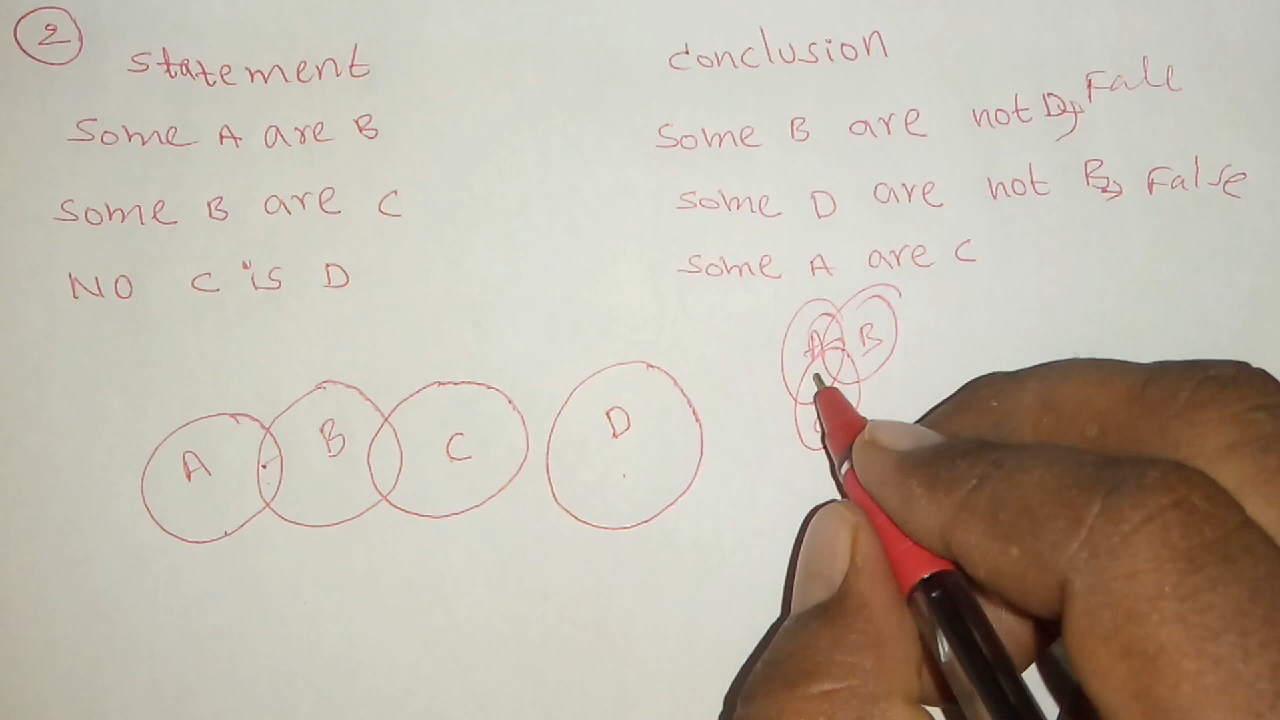 2
Statement
Some A are B
Some B are C
NO C is D
Conclusion
Some B are not D, Fale
Some D are not B, False
Some A are C
A B
A B C D